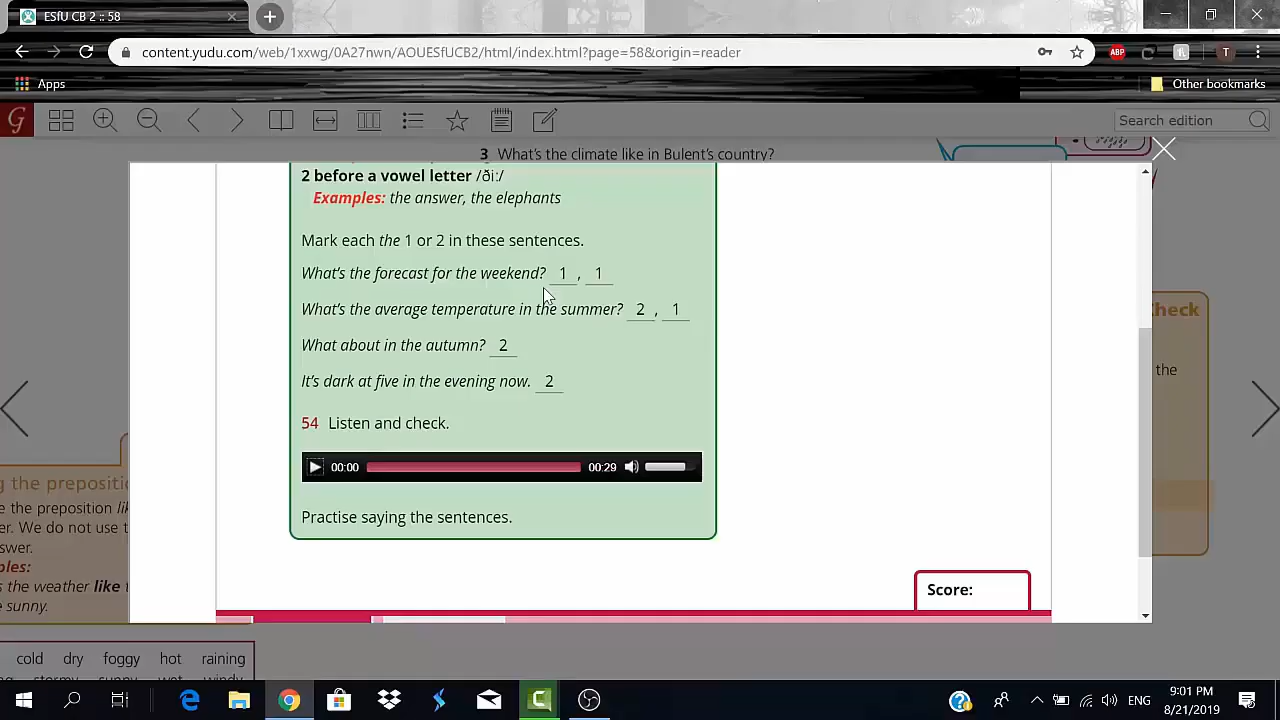 ESfU CB 2 :: 58
content.yudu.com/web/1xxwg/0A27nwn/AOUESfUCB2/html/index.html?page=58&origin=reader
ABP
T
Apps
Other bookmarks
G
Search edition
3 What's the climate like in Bulent's country?
2 before a vowel letter /ði:/
Examples: the answer, the elephants
Mark each the 1 or 2 in these sentences.
What's the forecast for the weekend? 1 , 1
What's the average temperature in the summer? 2 , 1
What about in the autumn? 2
It's dark at five in the evening now. 2
54 Listen and check.
00:00 00:29
Practise saying the sentences.
Score:
heck
the
g the prepositi
e the preposition li
er. We do not use t
swer.
ples:
s the weather like t
e sunny.
cold dry foggy hot raining
ENG
9:01 PM
8/21/2019